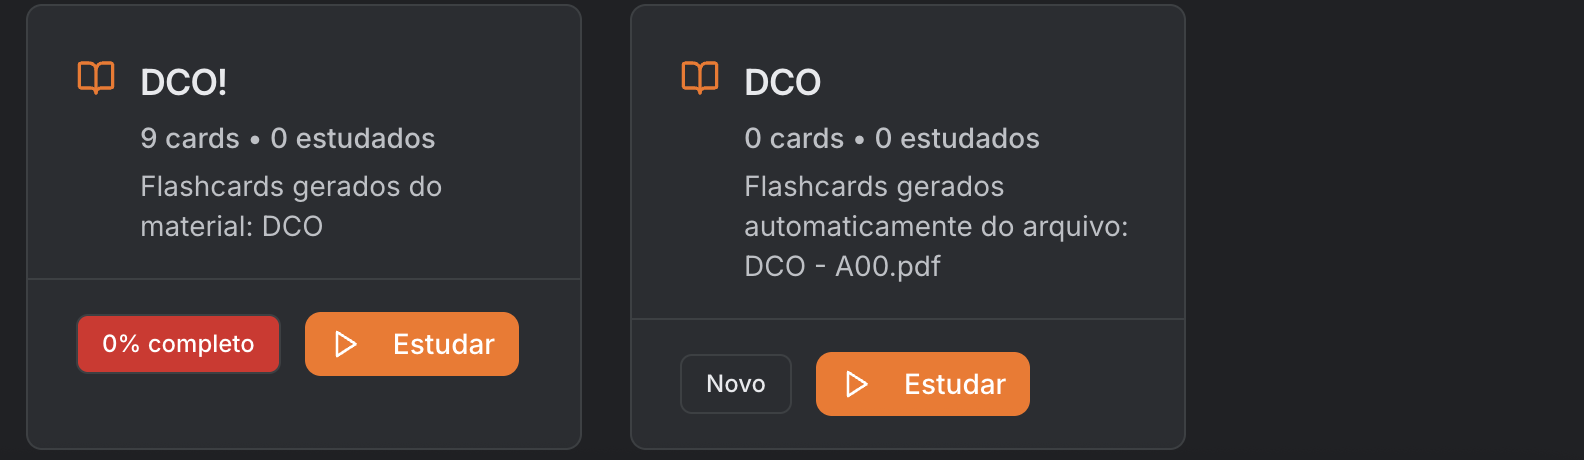 DCO!
9 cards • 0 estudados
Flashcards gerados do
material: DCO
0% completo
Estudar
DCO
0 cards • 0 estudados
Flashcards gerados
automaticamente do arquivo:
DCO - A00.pdf
Novo
Estudar